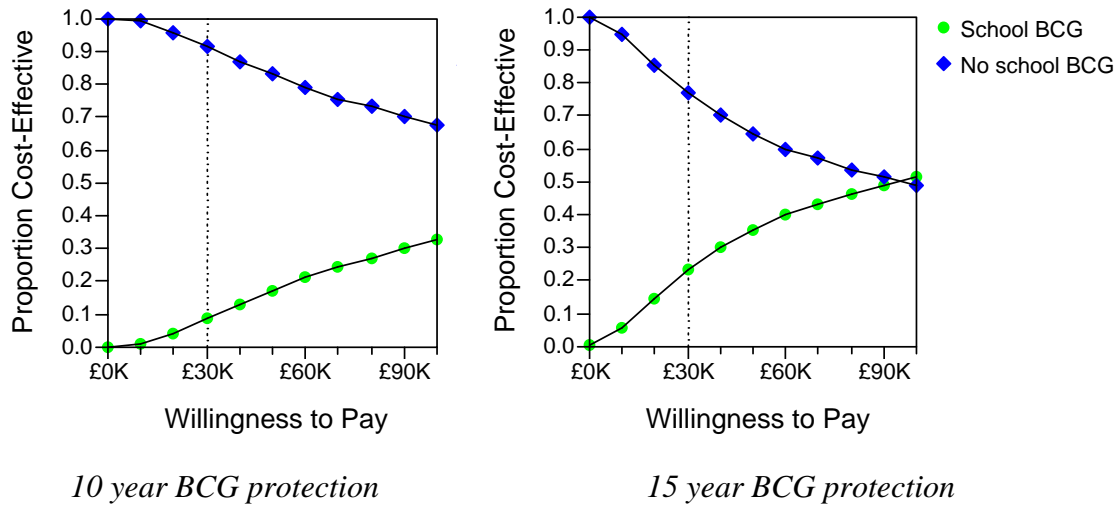 1.0
0.9
0.8
0.7
0.6
0.5
0.4
0.3
0.2
0.1
0.0
Proportion Cost-Effective
£0K £30K £60K £90K
Willingness to Pay
10 year BCG protection
1.0
0.9
0.8
0.7
0.6
0.5
0.4
0.3
0.2
0.1
0.0
Proportion Cost-Effective
£0K £30K £60K £90K
Willingness to Pay
15 year BCG protection
School BCG
No school BCG